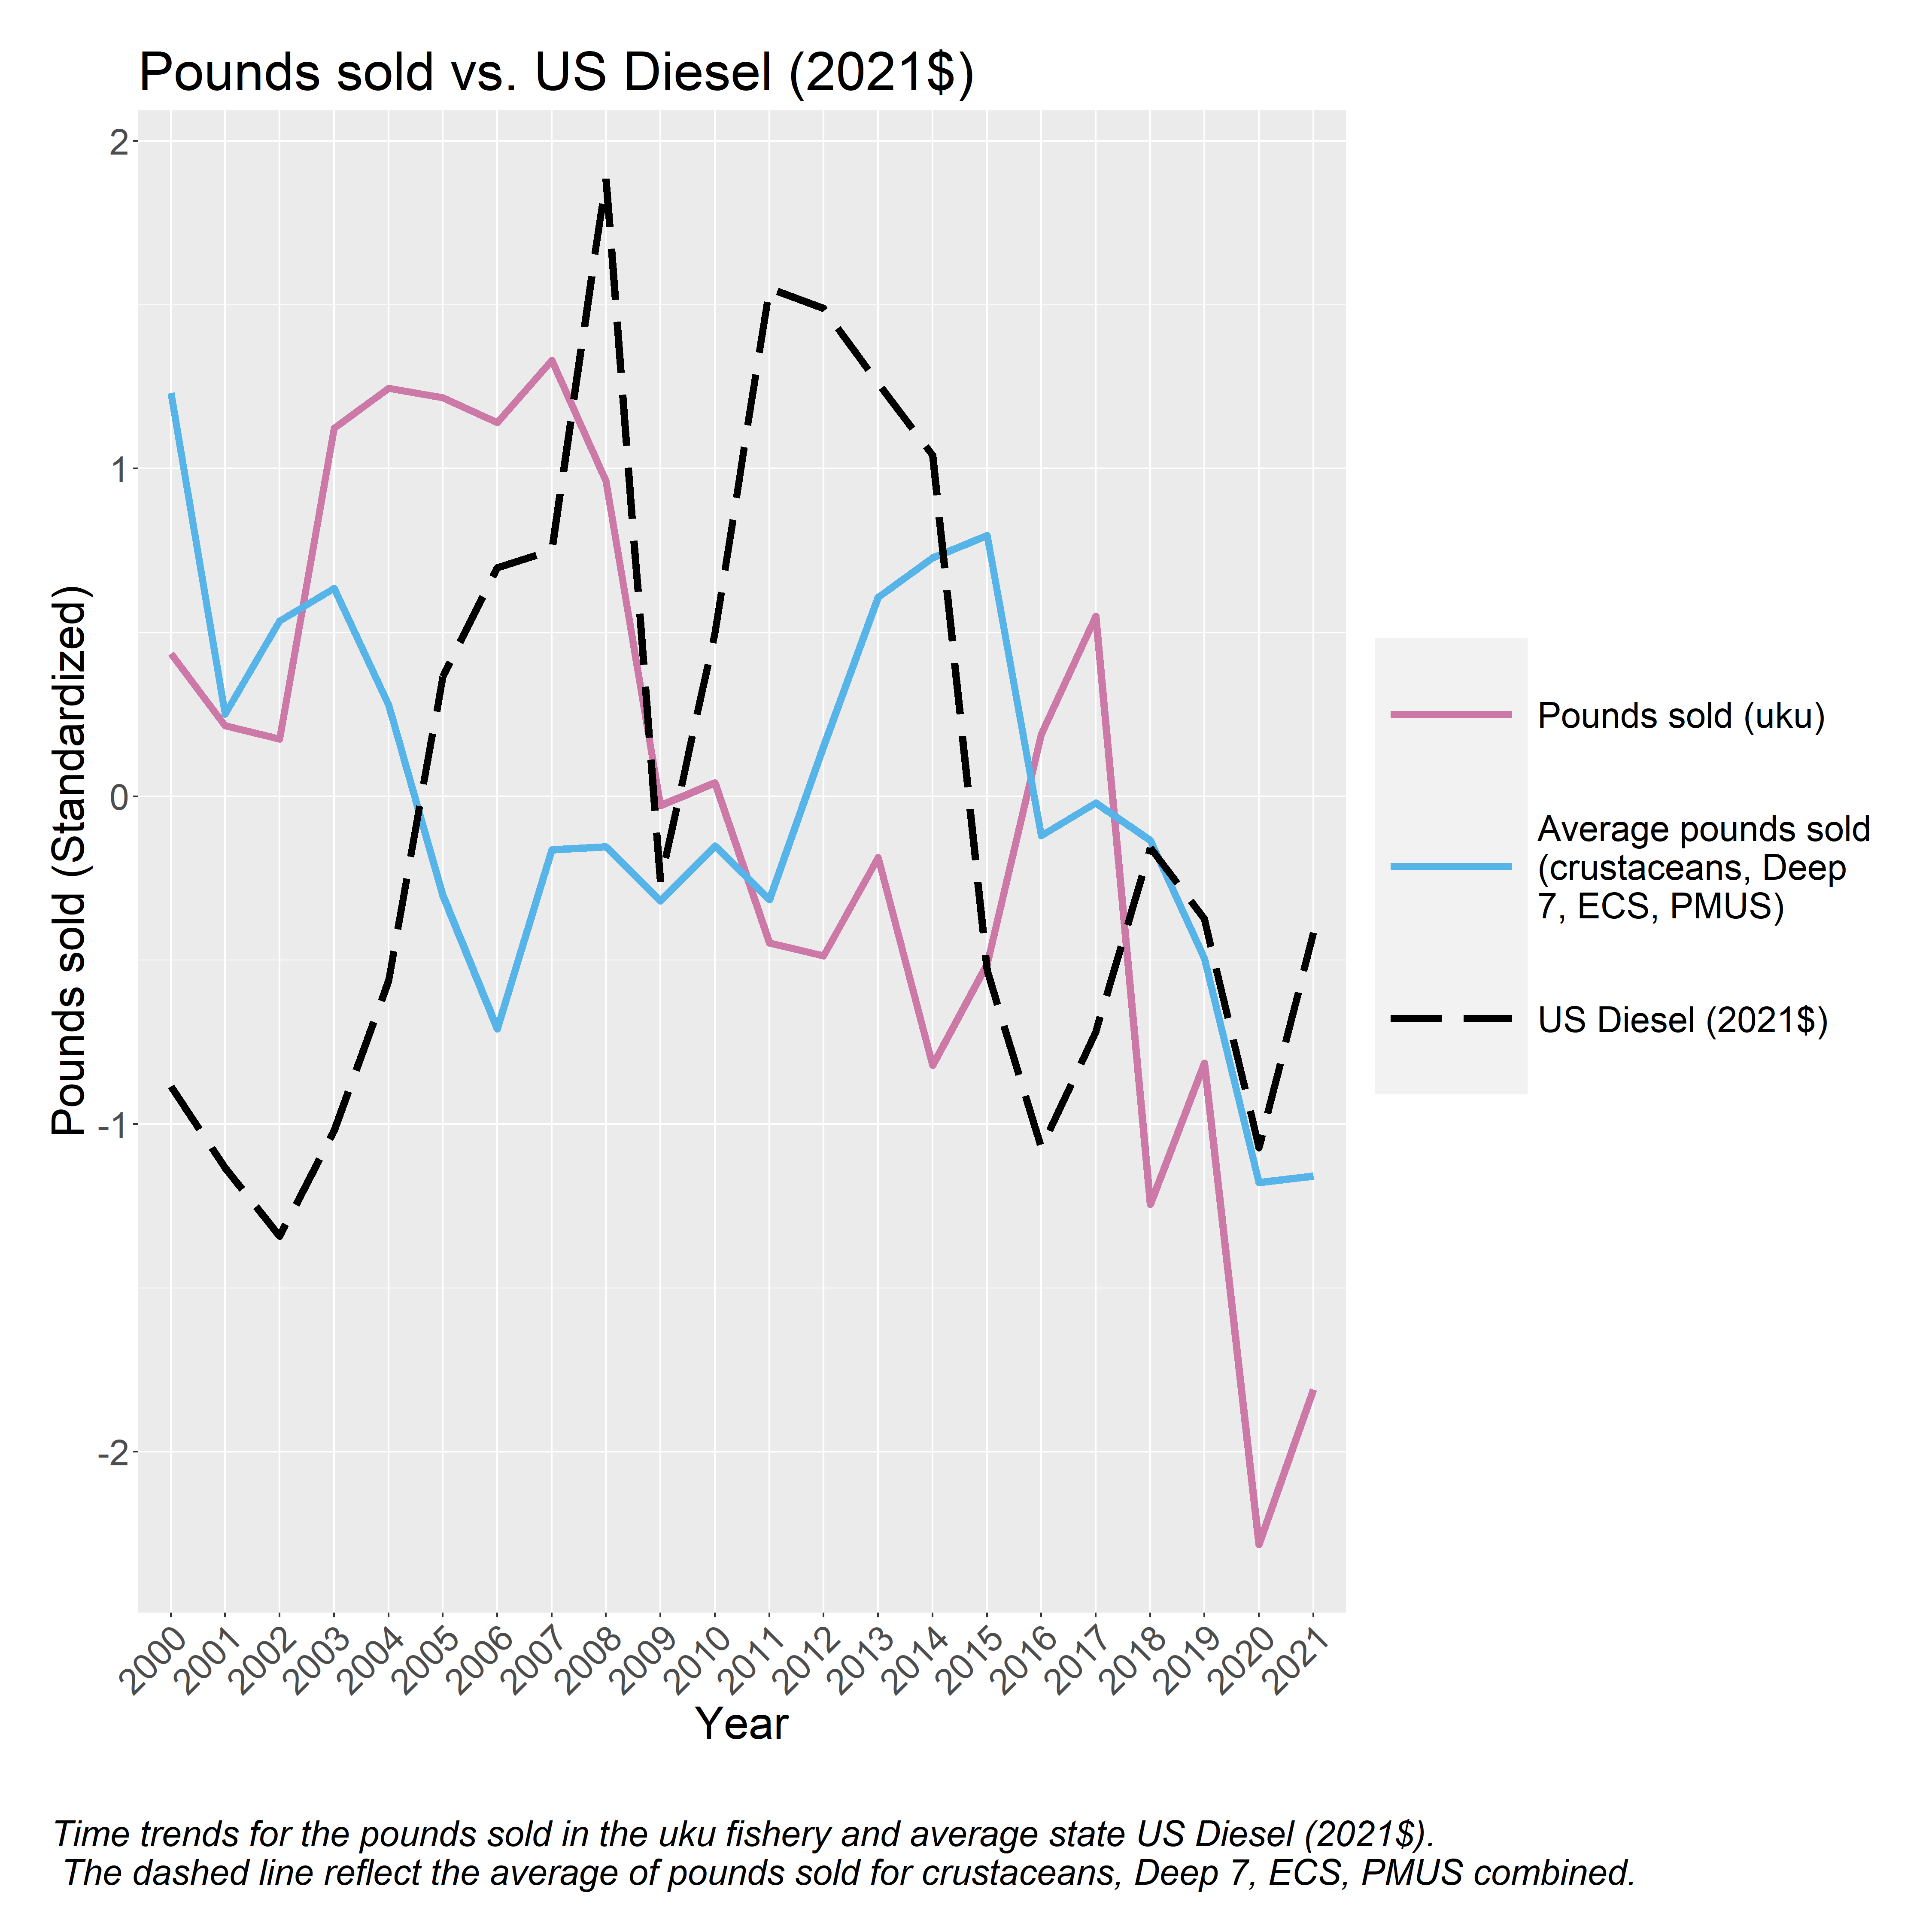 Pounds sold vs. US Diesel (2021$)
Pounds sold (Standardized)
2
1
0
-1
-2
2000
2001
2002
2003
2004
2005
2006
2007
2008
2009
2010
2011
2012
2013
2014
2015
2016
2017
2018
2019
2020
2021
Year
Pounds sold (uku)
Average pounds sold
(crustaceans, Deep
7, ECS, PMUS)
US Diesel (2021$)
Time trends for the pounds sold in the uku fishery and average state US Diesel (2021$).
The dashed line reflect the average of pounds sold for crustaceans, Deep 7, ECS, PMUS combined.